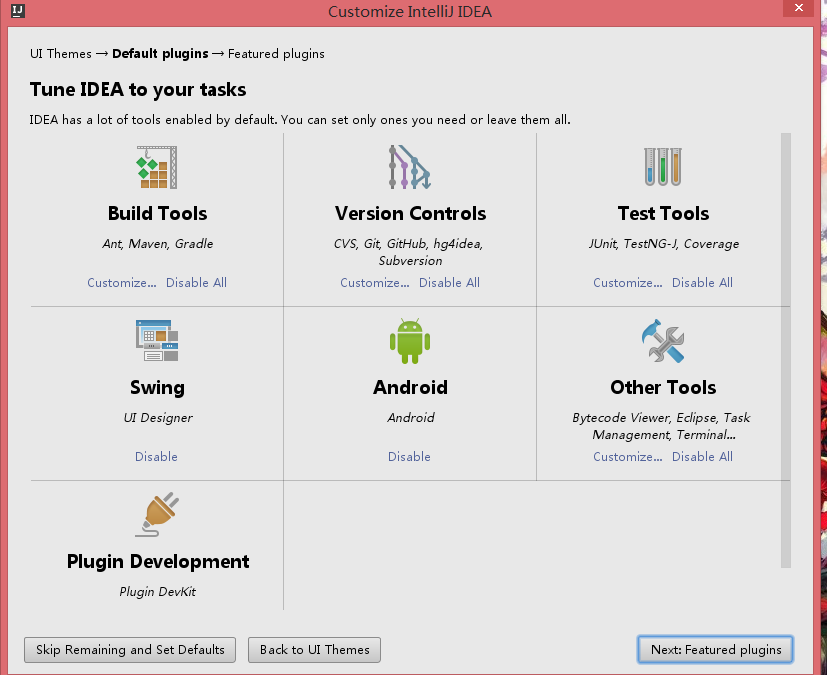 IJ
Customize IntelliJ IDEA
UI Themes → Default plugins → Featured plugins
Tune IDEA to your tasks
IDEA has a lot of tools enabled by default. You can set only ones you need or leave them all.
Build Tools
Ant, Maven, Gradle
Customize... Disable All
Version Controls
CVS, Git, GitHub, hg4idea,
Subversion
Customize... Disable All
Test Tools
JUnit, TestNG-J, Coverage
Customize... Disable All
Swing
UI Designer
Disable
Android
Android
Disable
Other Tools
Bytecode Viewer, Eclipse, Task
Management, Terminal...
Customize... Disable All
Plugin Development
Plugin DevKit
Skip Remaining and Set Defaults
Back to UI Themes
Next: Featured plugins